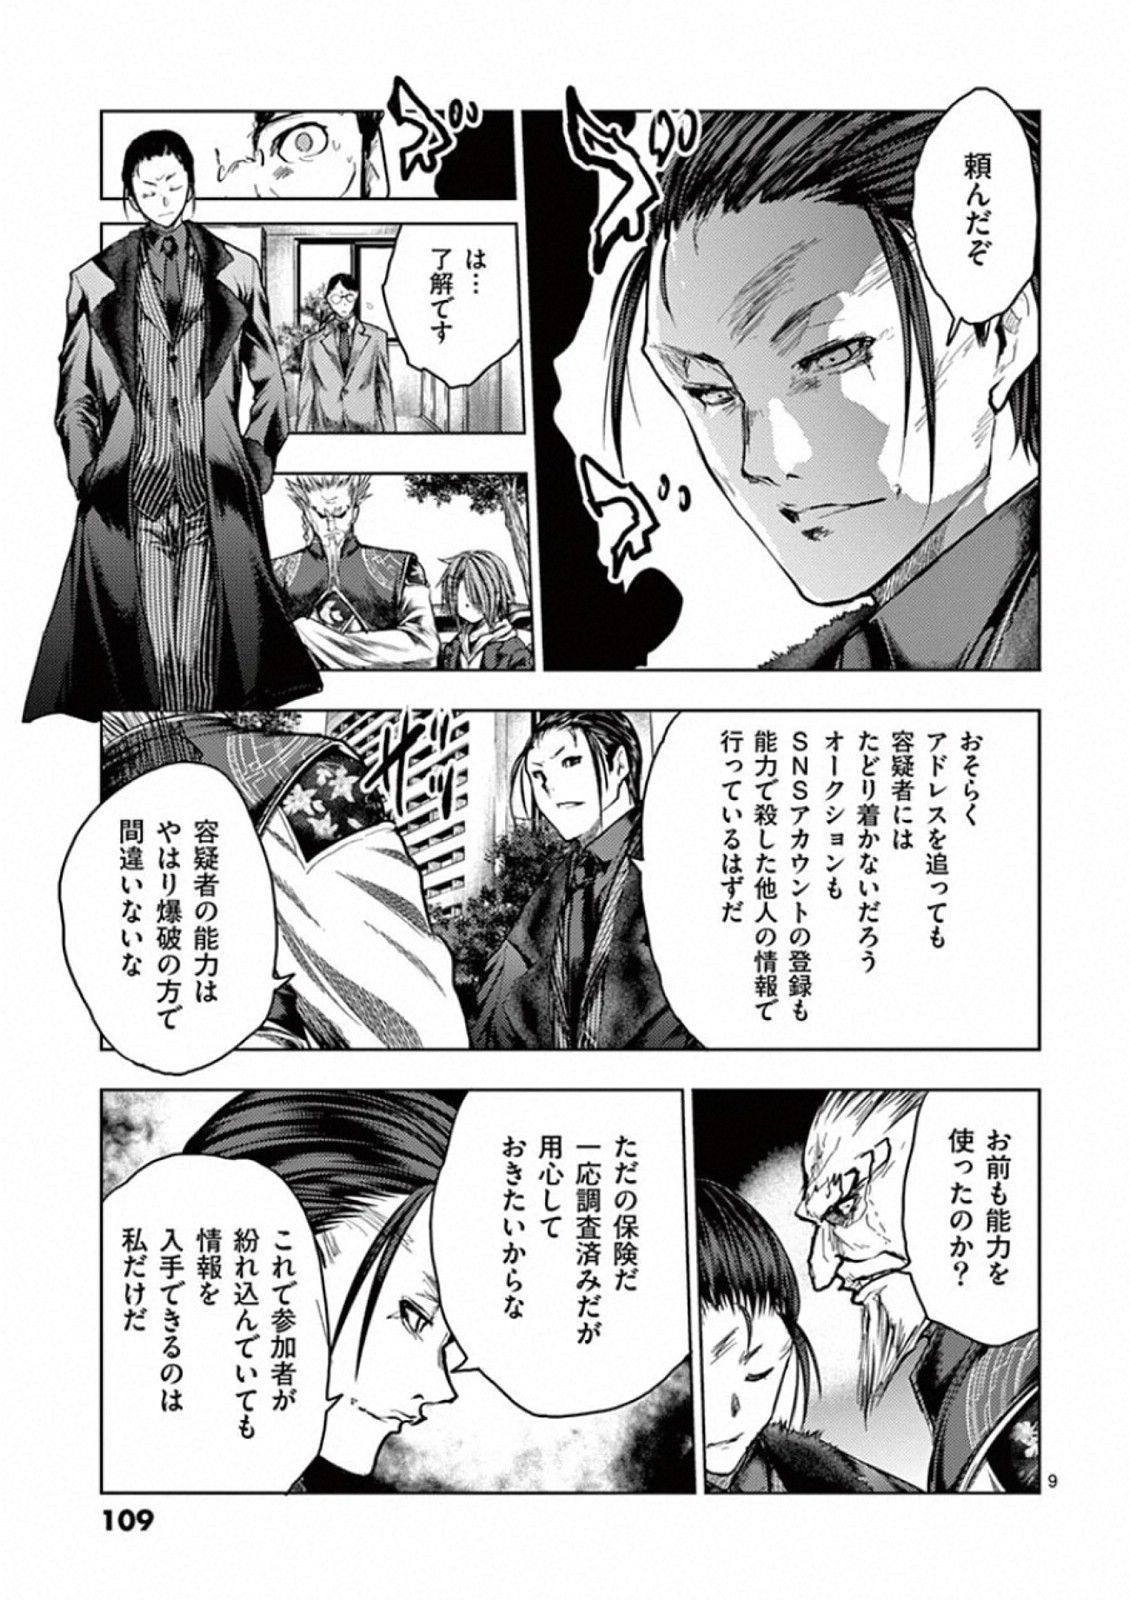 頼んだぞ
ゴゴ
ゴゴ
ゴゴ
は…
了解です
おそらく
アドレスを追っても
容疑者には
たどり着かないだろう
オークションも
SNSアカウントの登録も
能力で殺した他人の情報で
行っているはずだ
ザッ
容疑者の能力は
やはり爆破の方で
間違いないな
お前も能力を
使ったのか?
ただの保険だ
一応調査済みだが
用心して
おきたいからな
これで参加者が
紛れ込んでいても
情報を
入手できるのは
私だけだ
9
109